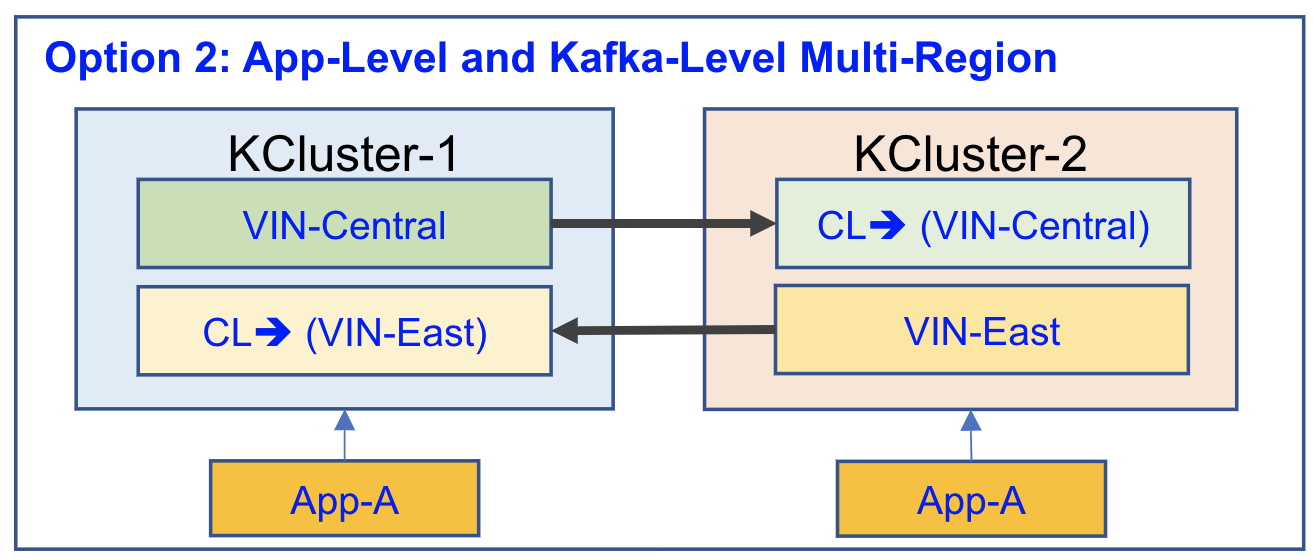 Option 2: App-Level and Kafka-Level Multi-Region
KCluster-1
VIN-Central
CL➔ (VIN-East)
KCluster-2
CL➔ (VIN-Central)
VIN-East
App-A
App-A